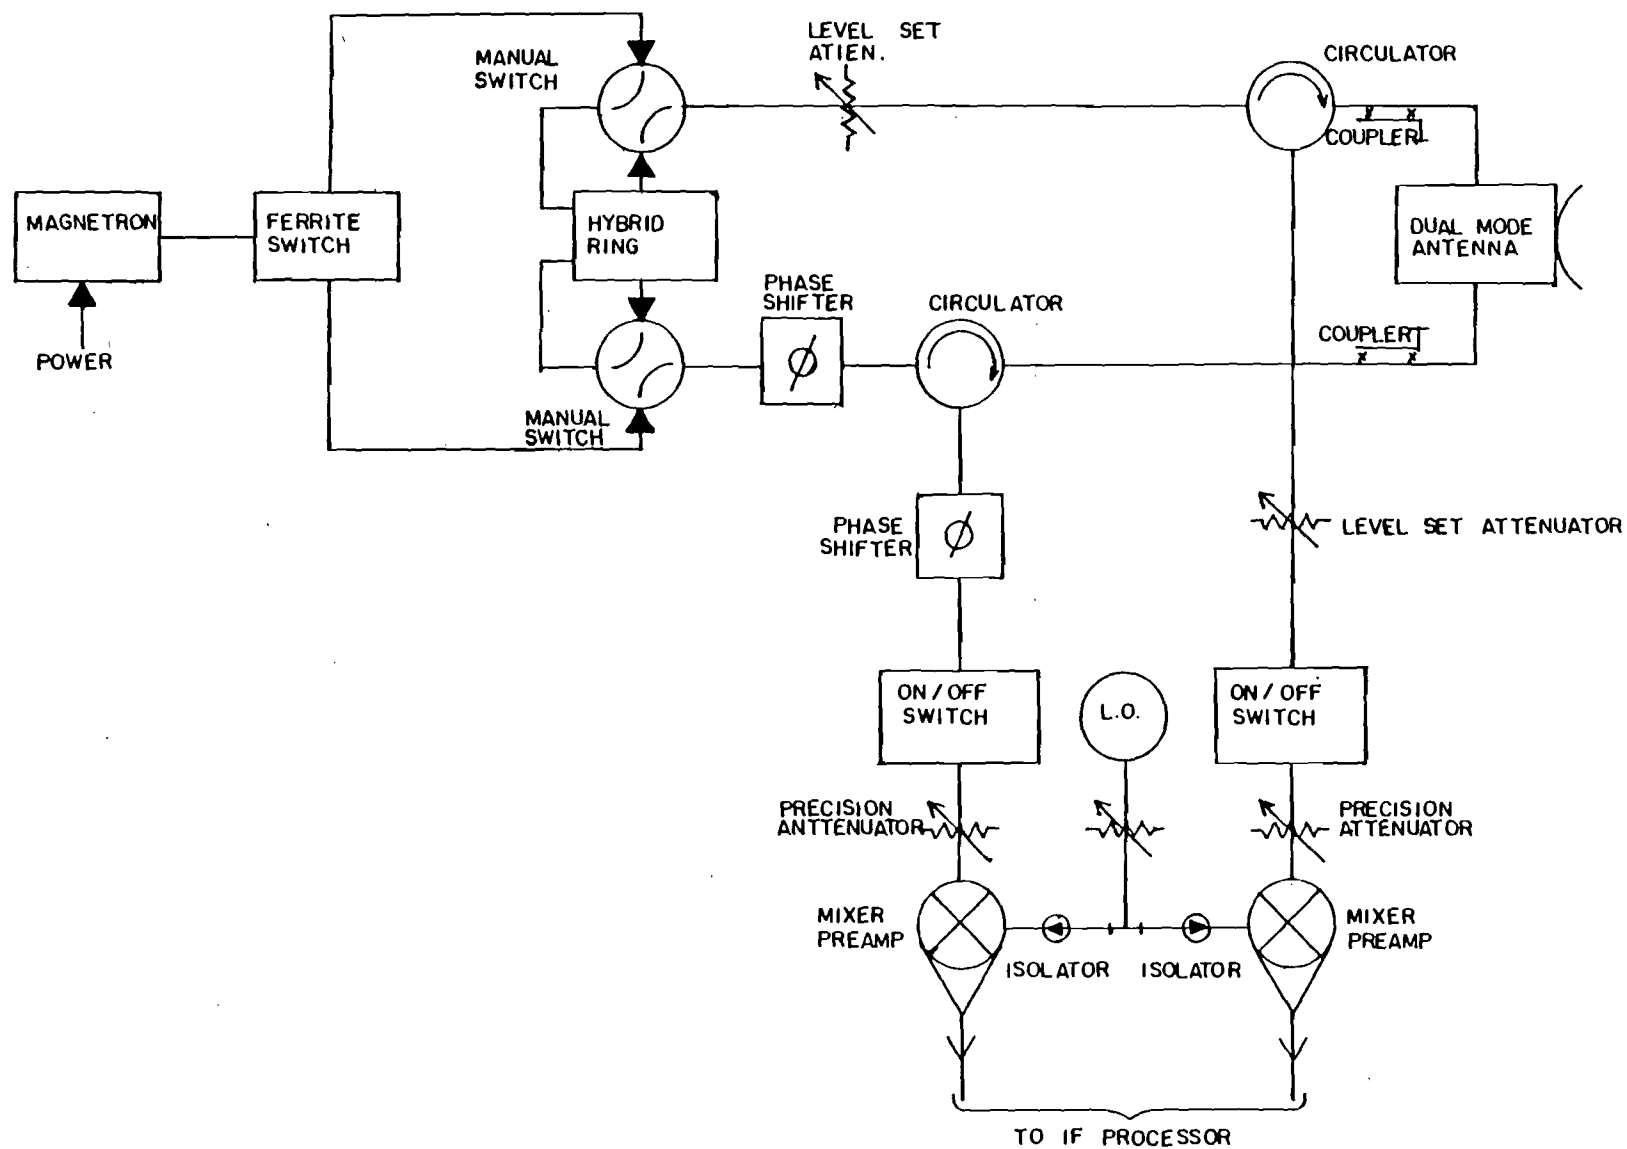 LEVEL SET
ATIEN.
MANUAL
SWITCH
CIRCULATOR
COUPLER
MAGNETRON
FERRITE
SWITCH
HYBRID
RING
DUAL MODE
ANTENNA
PHASE
SHIFTER
CIRCULATOR
COUPLER
POWER
MANUAL
SWITCH
PHASE
SHIFTER
LEVEL SET ATTENUATOR
ON/OFF
SWITCH
L.O.
ON/OFF
SWITCH
PRECISION
ANTTENUATOR
PRECISION
ATTENUATOR
MIXER
PREAMP
MIXER
PREAMP
ISOLATOR
ISOLATOR
TO IF PROCESSOR